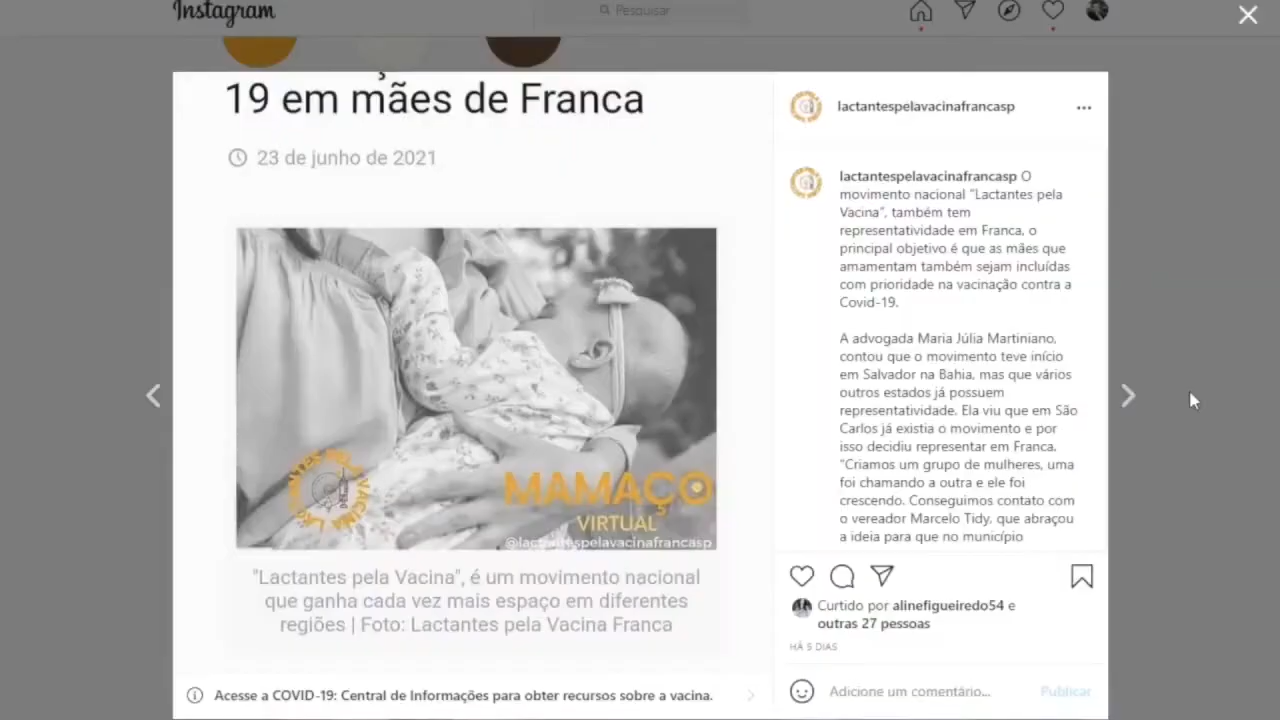 Instagram
Pesquisar
19 em mães de Franca
23 de junho de 2021
LACTANTES PELA VACINA
MAMAÇO
VIRTUAL
@lactantespelavacinafrancasp
"Lactantes pela Vacina", é um movimento nacional
que ganha cada vez mais espaço em diferentes
regiões | Foto: Lactantes pela Vacina Franca
Acesse a COVID-19: Central de Informações para obter recursos sobre a vacina.
lactantespelavacinafrancasp
lactantespelavacinafrancasp O
movimento nacional "Lactantes pela
Vacina", também tem
representatividade em Franca, o
principal objetivo é que as mães que
amamentam também sejam incluídas
com prioridade na vacinação contra a
Covid-19.
A advogada Maria Júlia Martiniano,
contou que o movimento teve início
em Salvador na Bahia, mas que vários
outros estados já possuem
representatividade. Ela viu que em São
Carlos já existia o movimento e por
isso decidiu representar em Franca.
"Criamos um grupo de mulheres, uma
foi chamando a outra e ele foi
crescendo. Conseguimos contato com
o vereador Marcelo Tidy, que abraçou
a ideia para que no município
Curtido por alinefigueiredo54 e
outras 27 pessoas
HÁ 5 DIAS
Adicione um comentário...
Publicar